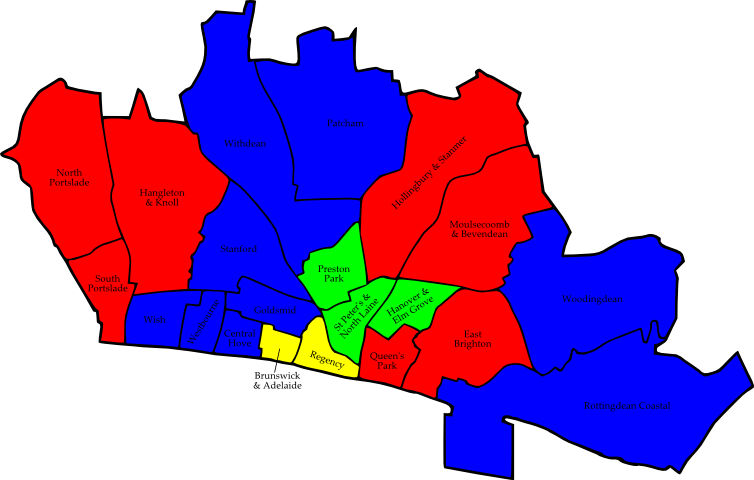 Patcham
Withdean
Hollingbury & Stanmer
North
Portslade
Hangleton
& Knoll
Moulsecoomb
& Bevendean
Stanford
Preston
Park
South
Portslade
Woodingdean
Goldsmid
St Peter's &
North Laine
Hanover &
Elm Grove
Wish
Westbourne
Central
Hove
East
Brighton
Regency
Queen's
Park
Brunswick
& Adelaide
Rottingdean Coastal